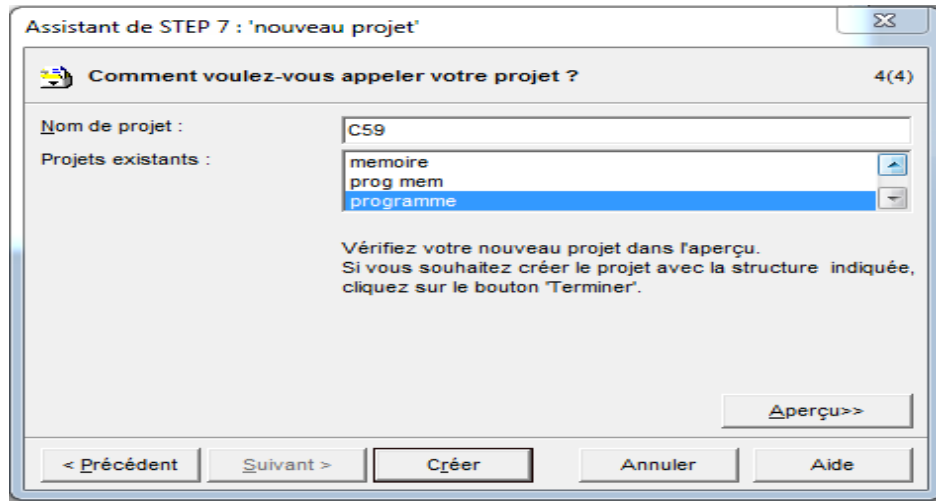 Assistant de STEP 7 : 'nouveau projet'
Comment voulez-vous appeler votre projet ? 4(4)
Nom de projet : C59
Projets existants : memoire
prog mem
programme
Vérifiez votre nouveau projet dans l'aperçu.
Si vous souhaitez créer le projet avec la structure indiquée,
cliquez sur le bouton 'Terminer'.
Aperçu>>
< Précédent Suivant > Créer Annuler Aide